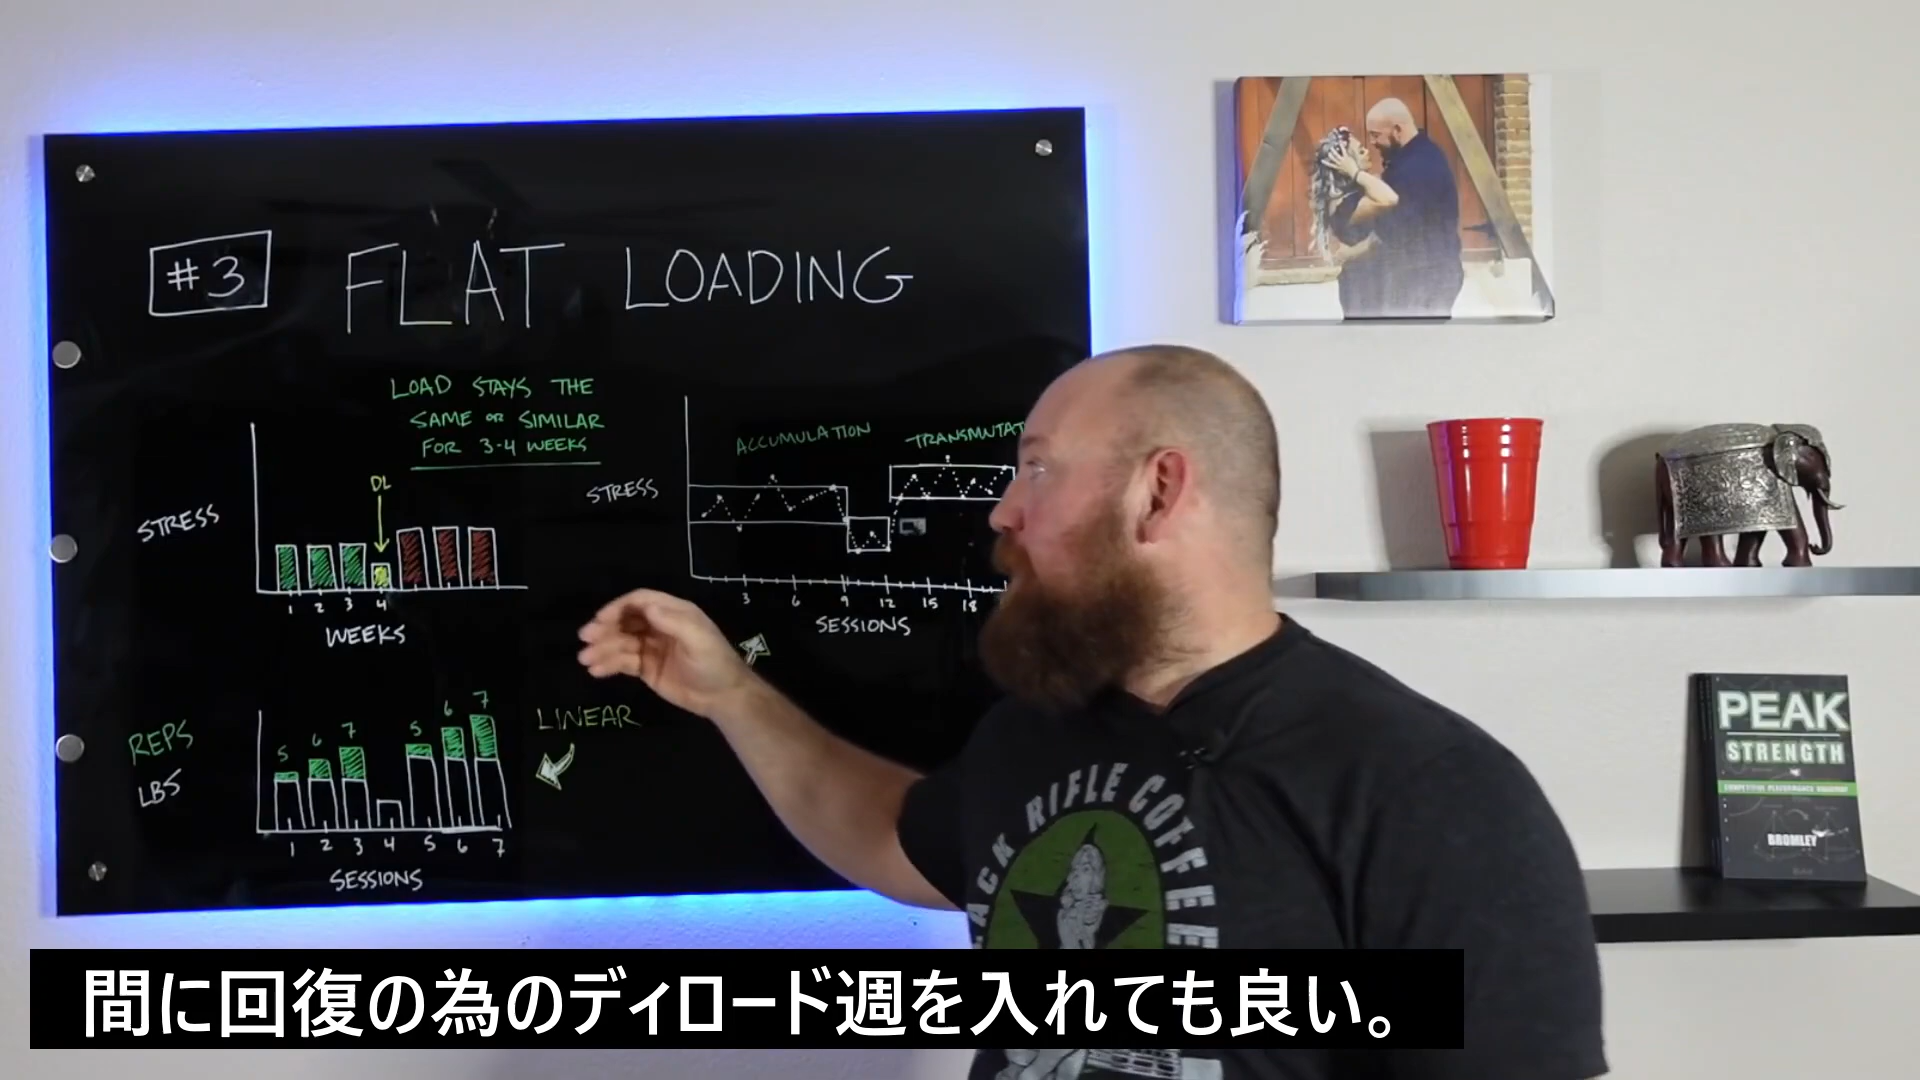 #3 FLAT LOADING
LOAD STAYS THE
SAME OR SIMILAR
FOR 3-4 WEEKS
DL
STRESS
1 2 3 4
WEEKS
ACCUMULATION
STRESS
3 6 9 12 15 18
SESSIONS
REPS
LBS
5 6 7 5 6 7
LINEAR
1 2 3 4 5 6 7
SESSIONS
RIFLE COFFEE
PEAK
STRENGTH
BROMLEY
間に回復の為のディロード週を入れても良い。